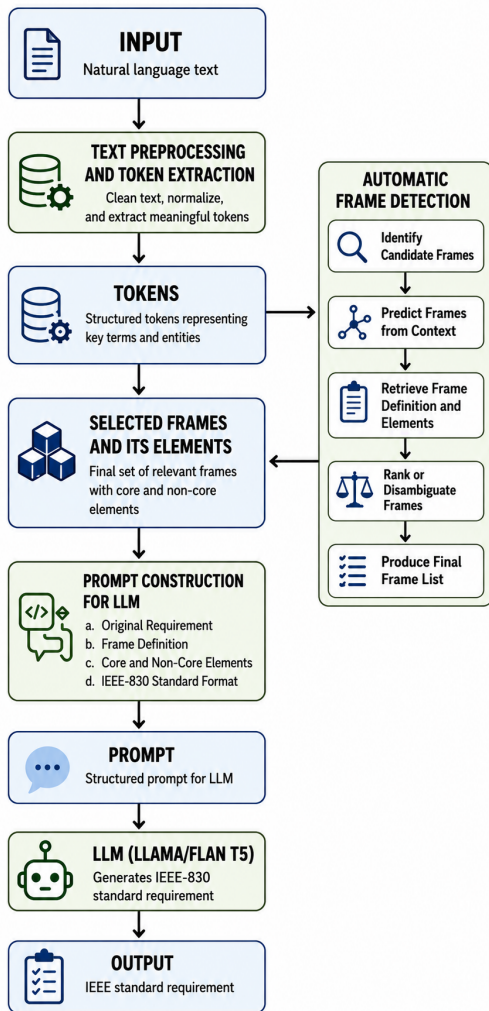 INPUT
Natural language text
TEXT PREPROCESSING
AND TOKEN EXTRACTION
Clean text, normalize,
and extract meaningful tokens
TOKENS
Structured tokens representing
key terms and entities
SELECTED FRAMES
AND ITS ELEMENTS
Final set of relevant frames
with core and non-core
elements
PROMPT CONSTRUCTION
FOR LLM
</>
a. Original Requirement
b. Frame Definition
c. Core and Non-Core Elements
d. IEEE-830 Standard Format
PROMPT
Structured prompt for LLM
LLM (LLAMA/FLAN T5)
Generates IEEE-830
standard requirement
OUTPUT
IEEE standard requirement
AUTOMATIC
FRAME DETECTION
Identify
Candidate Frames
Predict Frames
from Context
Retrieve Frame
Definition and
Elements
Rank or
Disambiguate
Frames
Produce Final
Frame List